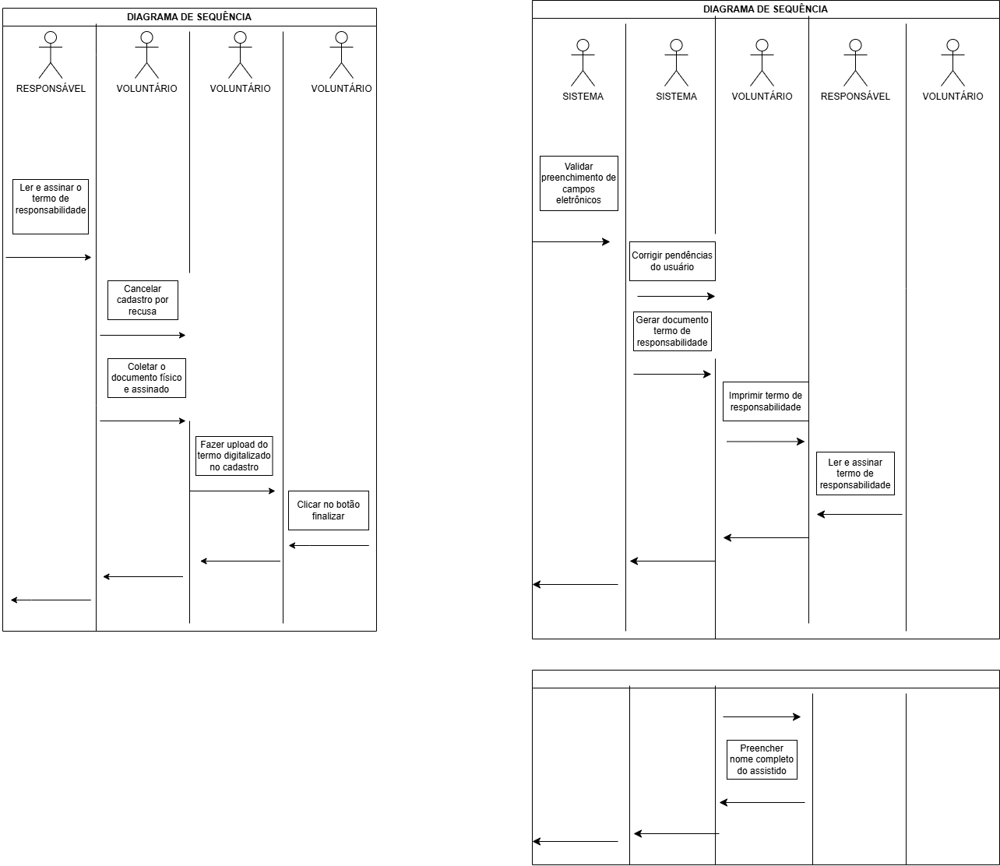 DIAGRAMA DE SEQUÊNCIA
RESPONSÁVEL
VOLUNTÁRIO
VOLUNTÁRIO
VOLUNTÁRIO
Ler e assinar o
termo de
responsabilidade
Cancelar
cadastro por
recusa
Coletar o
documento físico
e assinado
Fazer upload do
termo digitalizado
no cadastro
Clicar no botão
finalizar
DIAGRAMA DE SEQUÊNCIA
SISTEMA
SISTEMA
VOLUNTÁRIO
RESPONSÁVEL
VOLUNTÁRIO
Validar
preenchimento de
campos
eletrônicos
Corrigir pendências
do usuário
Gerar documento
termo de
responsabilidade
Imprimir termo de
responsabilidade
Ler e assinar
termo de
responsabilidade
Preencher
nome completo
do assistido